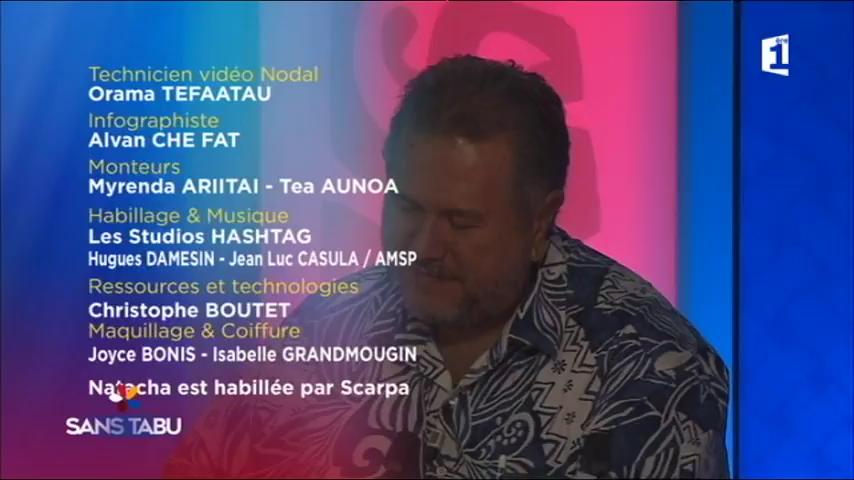 1ère
Technicien vidéo Nodal
Orama TEFAATAU
Infographiste
Alvan CHE FAT
Monteurs
Myrenda ARIITAI - Tea AUNOA
Habillage & Musique
Les Studios HASHTAG
Hugues DAMESIN - Jean Luc CASULA / AMSP
Ressources et technologies
Christophe BOUTET
Maquillage & Coiffure
Joyce BONIS - Isabelle GRANDMOUGIN
Natacha est habillée par Scarpa
SANS TABU